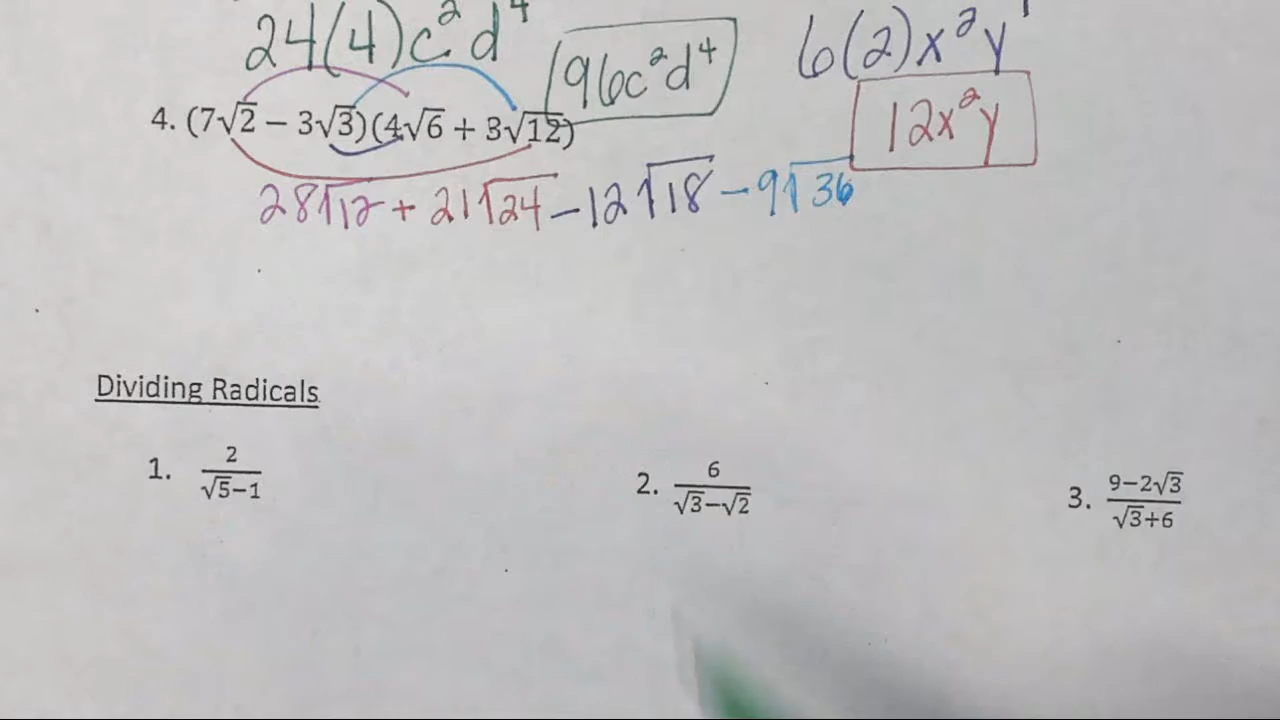 24(4)c²d⁴
96c²d⁴
6(2)x²y¹
12x²y
4. (7√2 − 3√3)(4√6 + 3√12)
28√12 + 21√24 − 12√18 − 9√36
Dividing Radicals
1. 2/(√5−1)
2. 6/(√3−√2)
3. (9−2√3)/(√3+6)